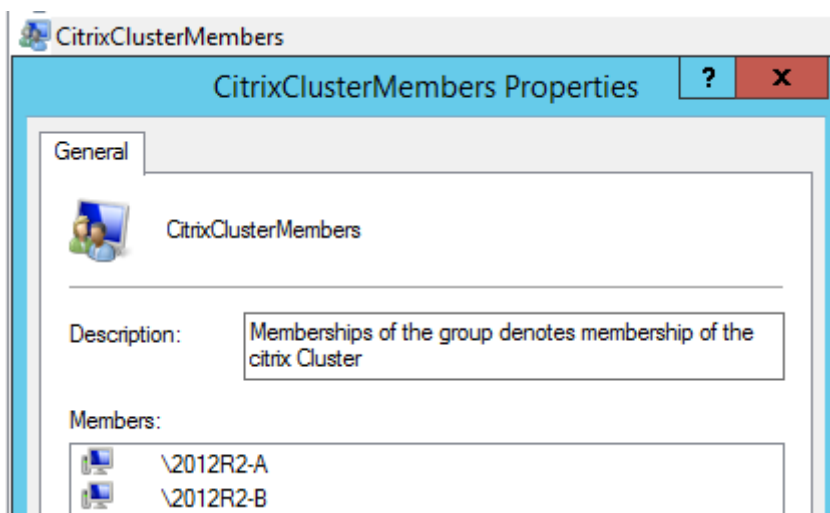 CitrixClusterMembers
CitrixClusterMembers Properties
? x
General
CitrixClusterMembers
Description:
Memberships of the group denotes membership of the
citrix Cluster
Members:
\2012R2-A
\2012R2-B